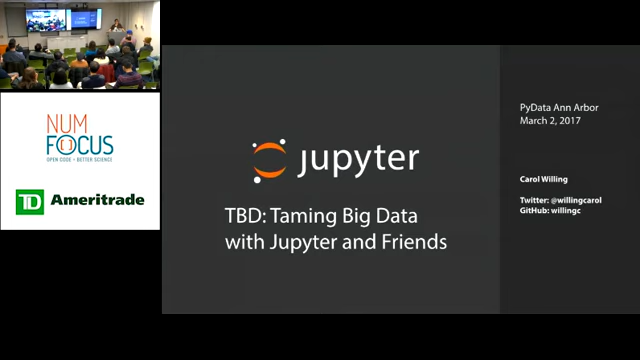 NUM
FOCUS
OPEN CODE = BETTER SCIENCE
TD Ameritrade
jupyter
TBD: Taming Big Data
with Jupyter and Friends
PyData Ann Arbor
March 2, 2017
Carol Willing
Twitter: @willingcarol
GitHub: willingc